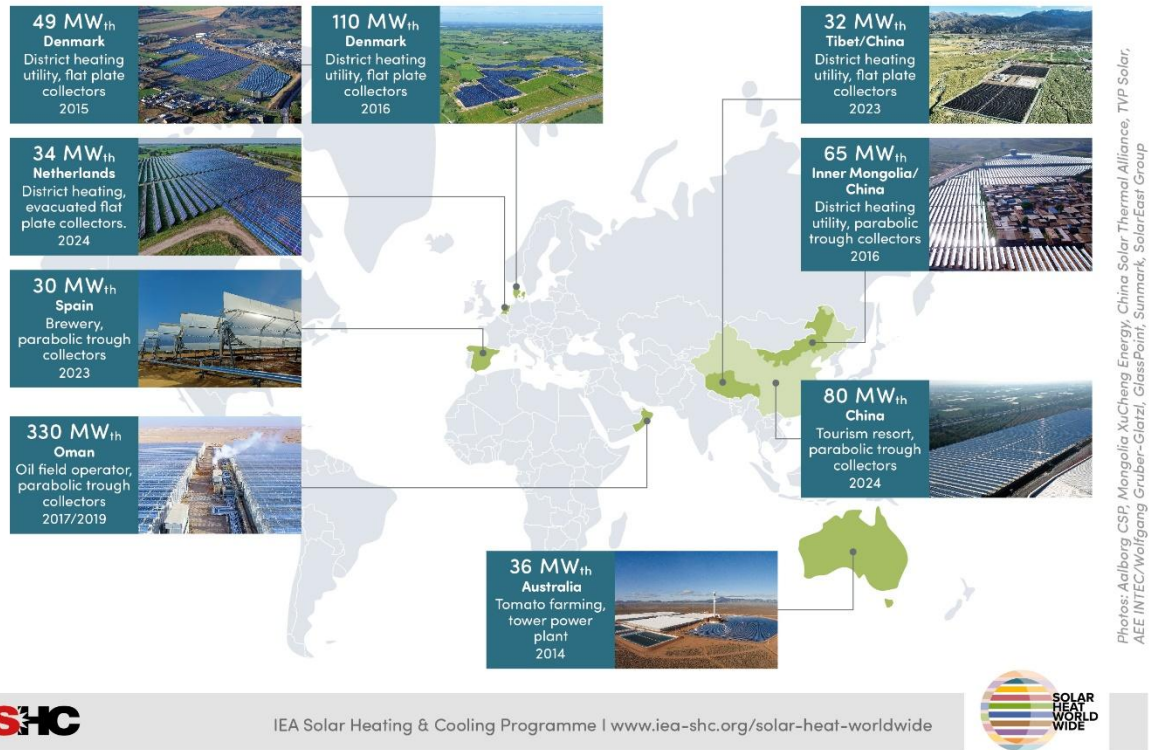 49 MWth
Denmark
District heating
utility, flat plate
collectors
2015
110 MWth
Denmark
District heating
utility, flat plate
collectors
2016
32 MWth
Tibet/China
District heating
utility, flat plate
collectors
2023
34 MWth
Netherlands
District heating,
evacuated flat
plate collectors.
2024
65 MWth
Inner Mongolia/
China
District heating
utility, parabolic
trough collectors
2016
30 MWth
Spain
Brewery,
parabolic trough
collectors
2023
330 MWth
Oman
Oil field operator,
parabolic trough
collectors
2017/2019
80 MWth
China
Tourism resort,
parabolic trough
collectors
2024
36 MWth
Australia
Tomato farming,
tower power
plant
2014
Photos: Aalborg CSP, Mongolia XuCheng Energy, China Solar Thermal Alliance, TVP Solar,
AEE INTEC/Wolfgang Gruber-Glatzl, GlassPoint, Sunmark, SolarEast Group
SHC
IEA Solar Heating & Cooling Programme I www.iea-shc.org/solar-heat-worldwide
SOLAR
HEAT
WORLD
WIDE